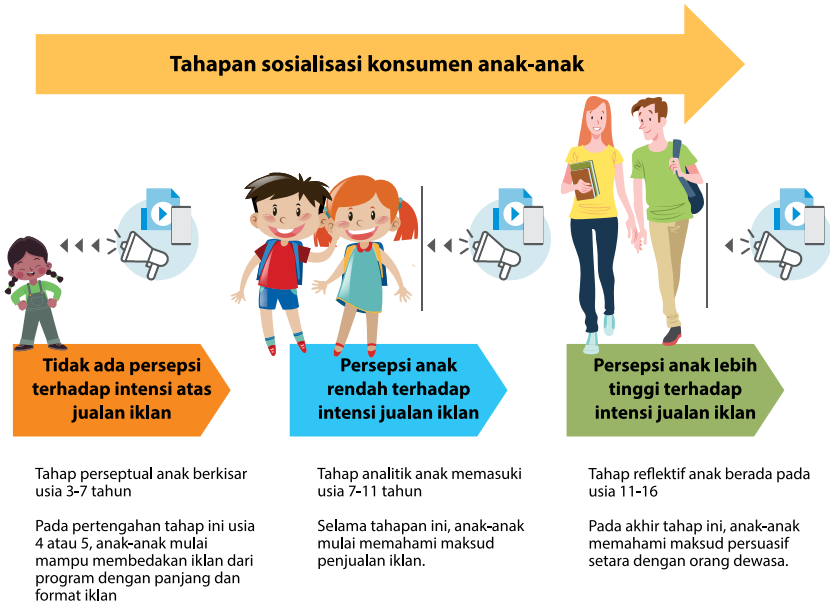 Tahapan sosialisasi konsumen anak-anak
Tidak ada persepsi
terhadap intensi atas
jualan iklan
Persepsi anak
rendah terhadap
intensi jualan iklan
Persepsi anak lebih
tinggi terhadap
intensi jualan iklan
Tahap perseptual anak berkisar
usia 3-7 tahun
Pada pertengahan tahap ini usia
4 atau 5, anak-anak mulai
mampu membedakan iklan dari
program dengan panjang dan
format iklan
Tahap analitik anak memasuki
usia 7-11 tahun
Selama tahapan ini, anak-anak
mulai memahami maksud
penjualan iklan.
Tahap reflektif anak berada pada
usia 11-16
Pada akhir tahap ini, anak-anak
memahami maksud persuasif
setara dengan orang dewasa.